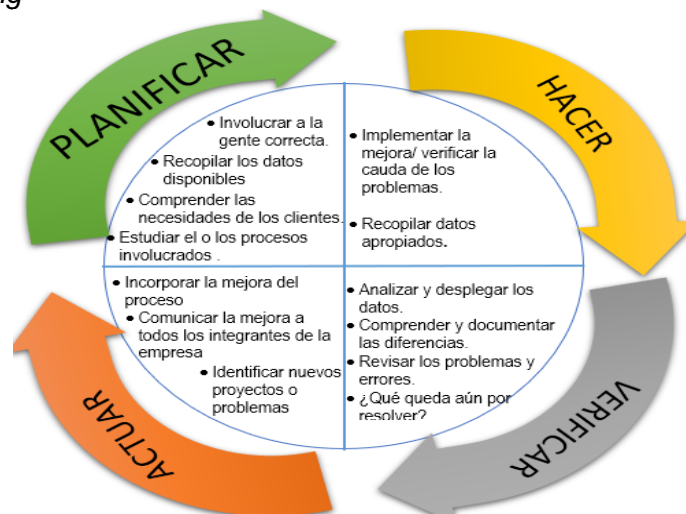 ng
PLANIFICAR
• Involucrar a la
gente correcta.
• Recopilar los datos
disponibles
• Comprender las
necesidades de los clientes.
• Estudiar el o los procesos
involucrados .
HACER
• Implementar la
mejora/ verificar la
cauda de los
problemas.
• Recopilar datos
apropiados.
VERIFICAR
• Analizar y desplegar los
datos.
• Comprender y documentar
las diferencias.
• Revisar los problemas y
errores.
• ¿Qué queda aún por
resolver?
ACTUAR
• Incorporar la mejora del
proceso
• Comunicar la mejora a
todos los integrantes de la
empresa
• Identificar nuevos
proyectos o
problemas